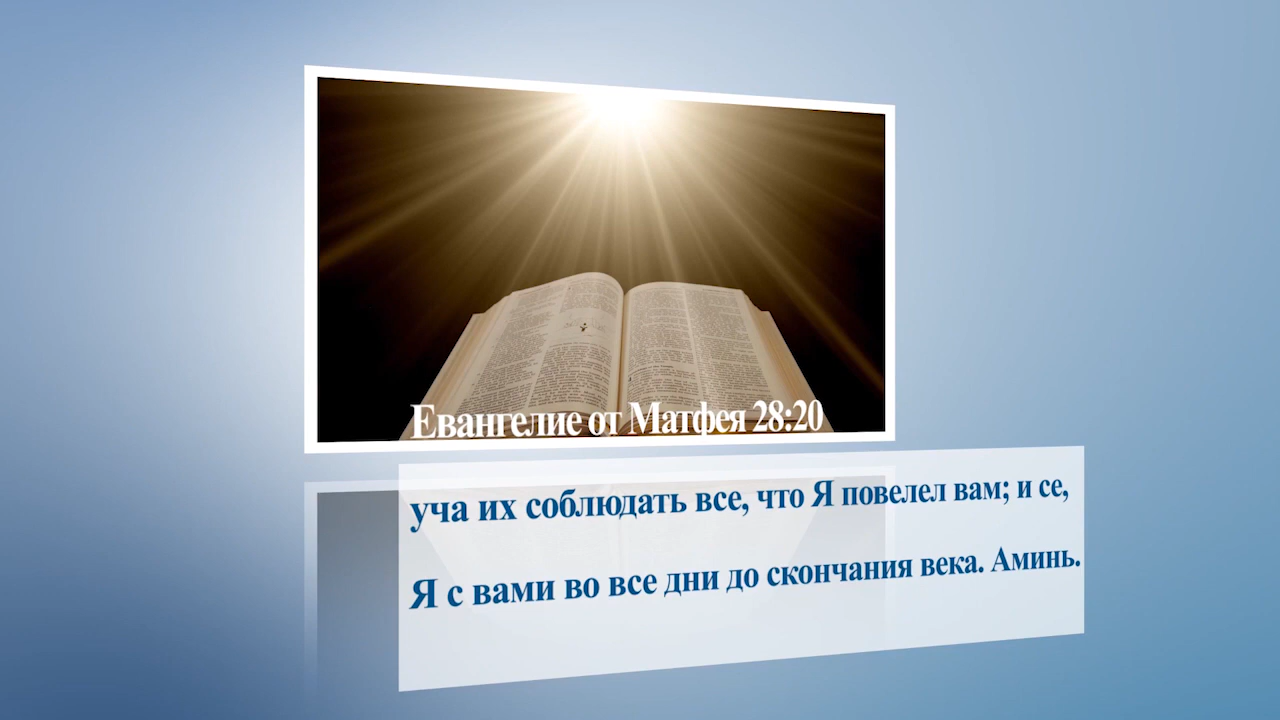 Евангелие от Матфея 28:20
уча их соблюдать все, что Я повелел вам; и се,
Я с вами во все дни до скончания века. Аминь.